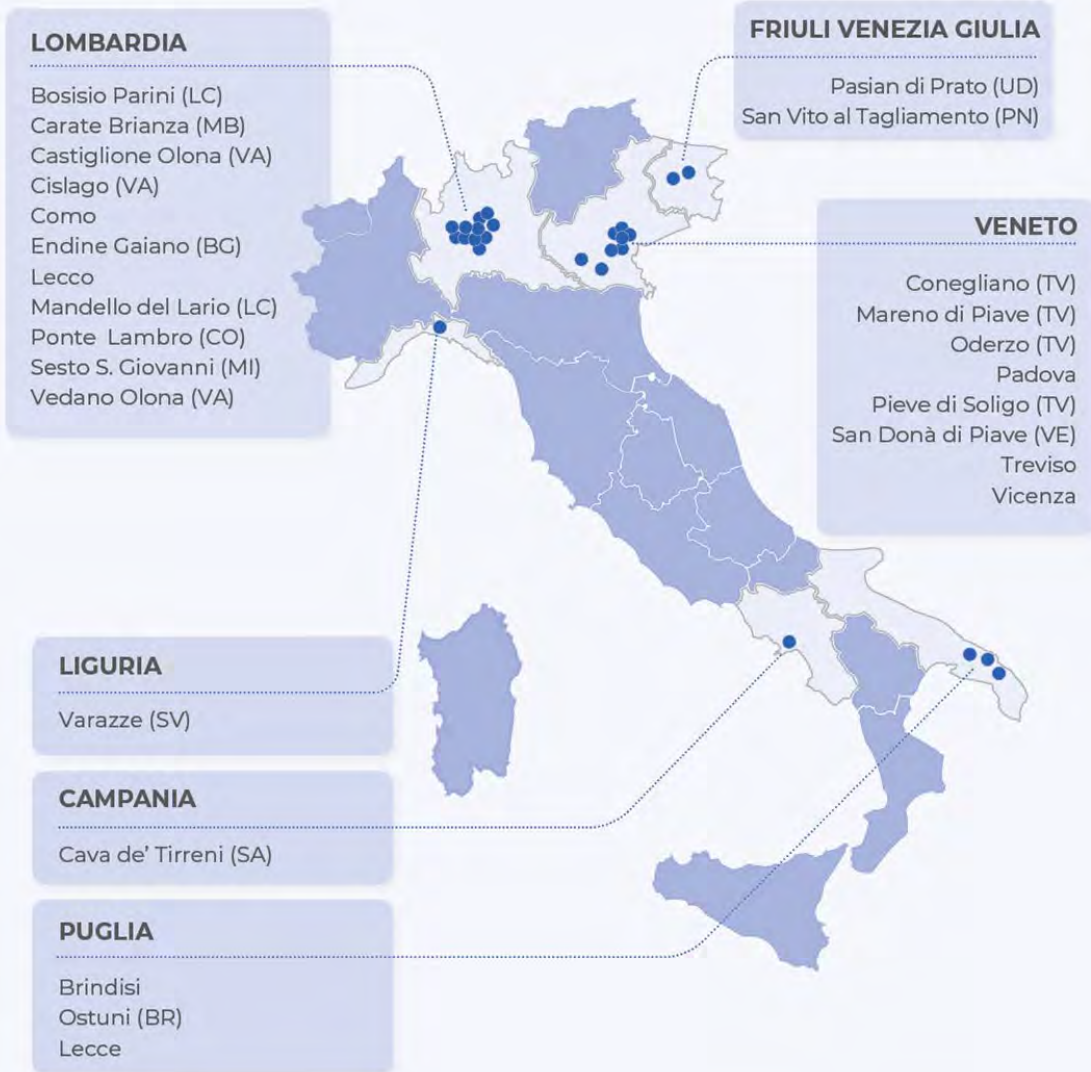 LOMBARDIA
Bosisio Parini (LC)
Carate Brianza (MB)
Castiglione Olona (VA)
Cislago (VA)
Como
Endine Gaiano (BG)
Lecco
Mandello del Lario (LC)
Ponte Lambro (CO)
Sesto S. Giovanni (MI)
Vedano Olona (VA)
FRIULI VENEZIA GIULIA
Pasian di Prato (UD)
San Vito al Tagliamento (PN)
VENETO
Conegliano (TV)
Mareno di Piave (TV)
Oderzo (TV)
Padova
Pieve di Soligo (TV)
San Donà di Piave (VE)
Treviso
Vicenza
LIGURIA
Varazze (SV)
CAMPANIA
Cava de’ Tirreni (SA)
PUGLIA
Brindisi
Ostuni (BR)
Lecce